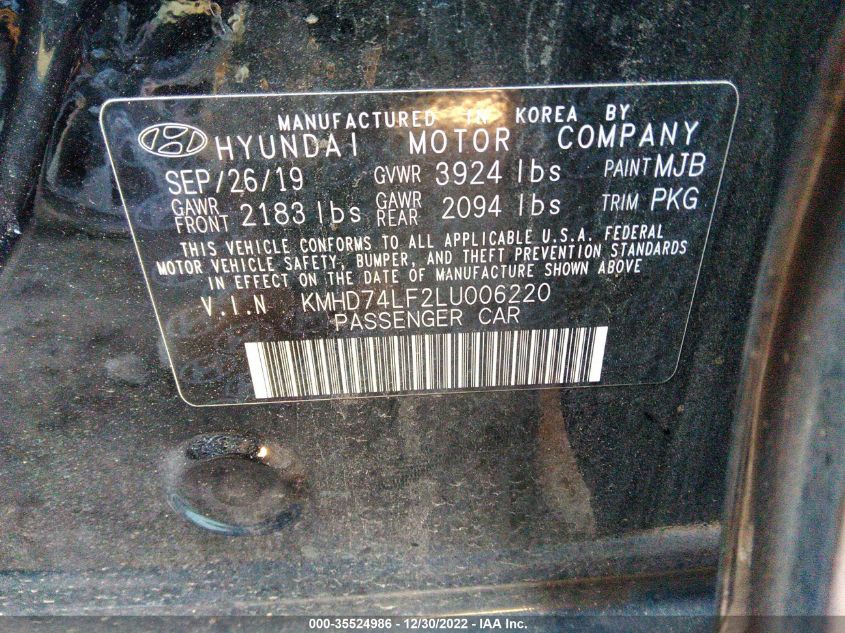 MANUFACTURED IN KOREA BY
HYUNDAI MOTOR COMPANY
SEP/26/19 GVWR 3924 lbs PAINT MJB
GAWR FRONT 2183 lbs GAWR REAR 2094 lbs TRIM PKG
THIS VEHICLE CONFORMS TO ALL APPLICABLE U.S.A. FEDERAL
MOTOR VEHICLE SAFETY, BUMPER, AND THEFT PREVENTION STANDARDS
IN EFFECT ON THE DATE OF MANUFACTURE SHOWN ABOVE
V.I.N KMHD74LF2LU006220
PASSENGER CAR
000-35524986 - 12/30/2022 - IAA Inc.